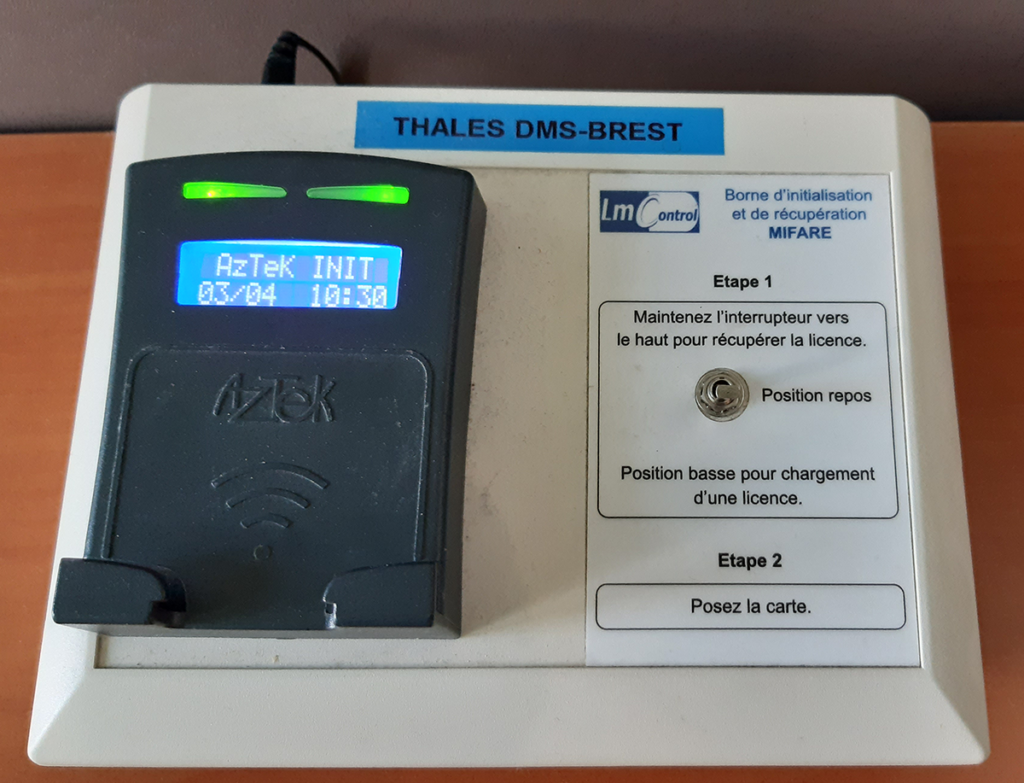 THALES DMS-BREST
AzTeK INIT
03/04 10:30
AzTeK
LmControl
Borne d'initialisation
et de récupération
MIFARE
Etape 1
Maintenez l'interrupteur vers
le haut pour récupérer la licence.
Position repos
Position basse pour chargement
d'une licence.
Etape 2
Posez la carte.